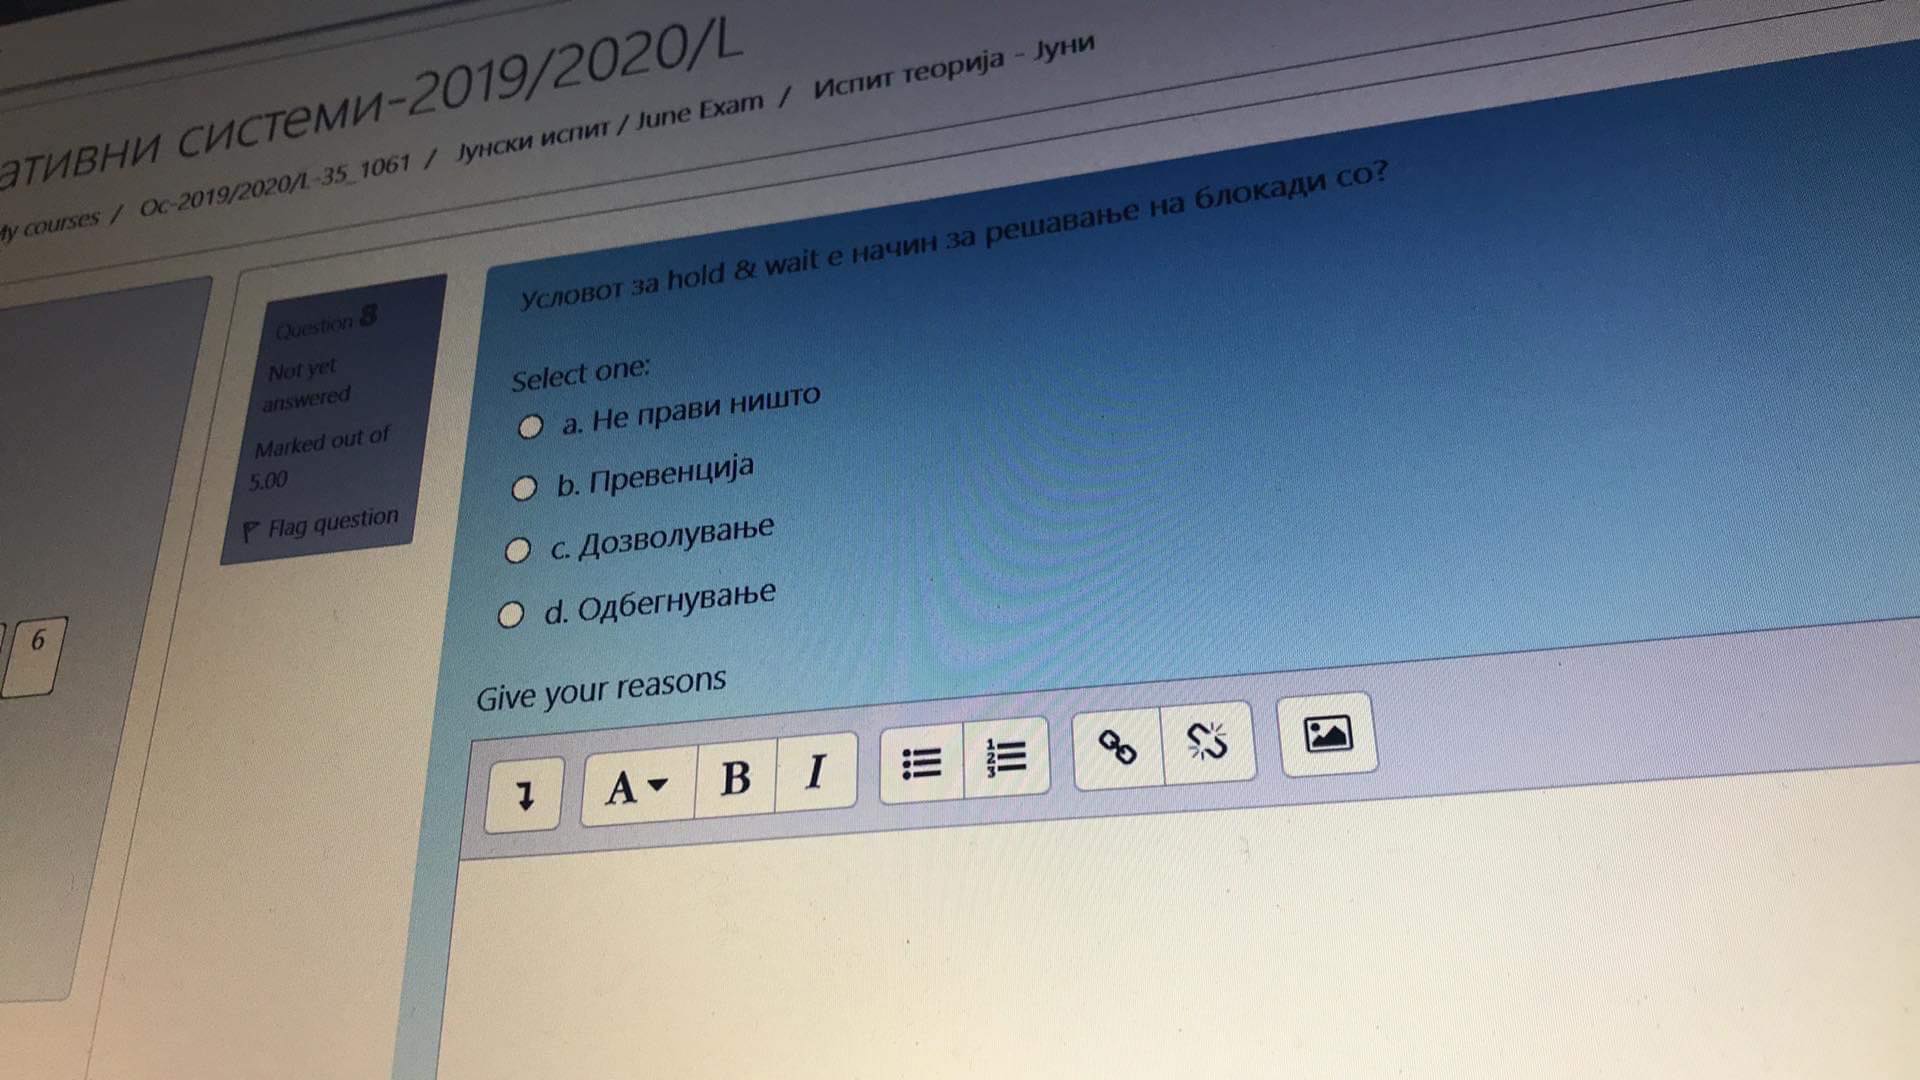 ативни системи-2019/2020/L
My courses / Ос-2019/2020/L-35_1061 / Јунски испит / June Exam / Испит теорија - Јуни
6
Question 8
Not yet
answered
Marked out of
5.00
Flag question
Условот за hold & wait е начин за решавање на блокади со?
Select one:
a. Не прави ништо
b. Превенција
c. Дозволување
d. Одбегнување
Give your reasons
A B I